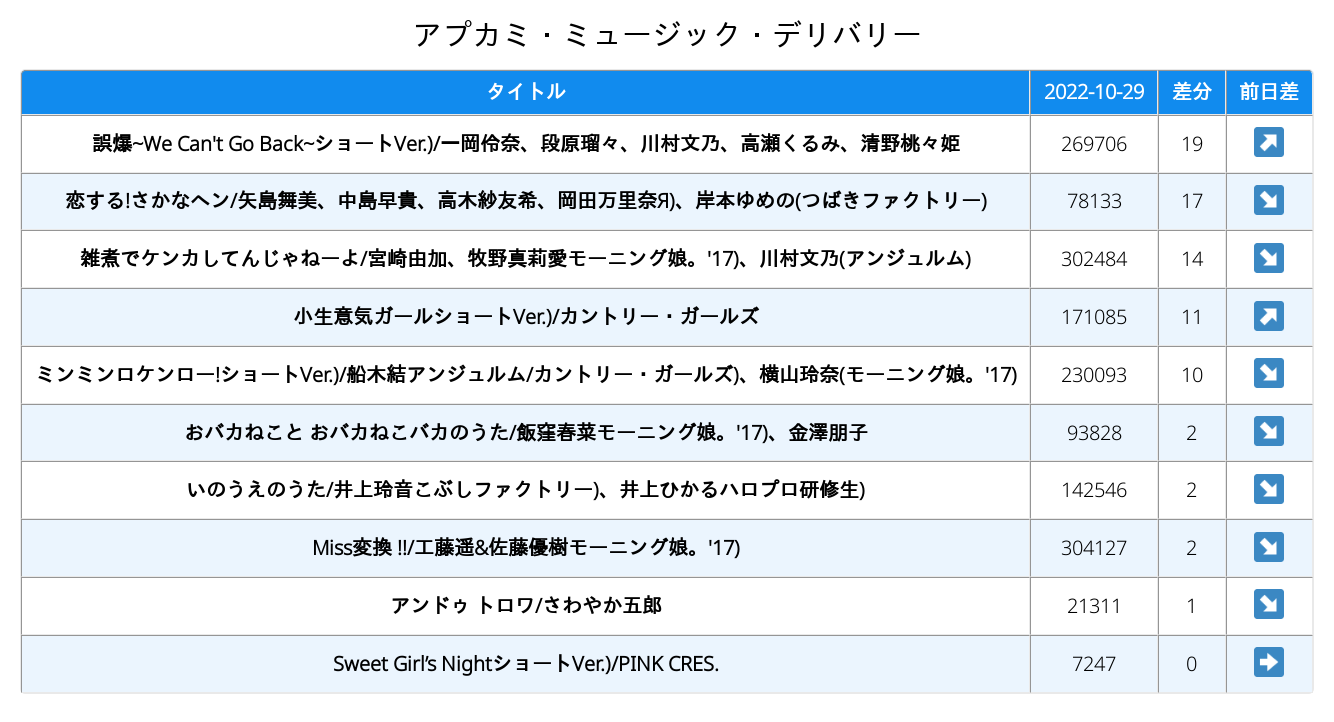 アプカミ・ミュージック・デリバリー
タイトル 2022-10-29 差分 前日差
誤爆~We Can't Go Back~ショートVer.)/一岡伶奈、段原瑠々、川村文乃、高瀬くるみ、清野桃々姫 269706 19
恋する!さかなヘン/矢島舞美、中島早貴、高木紗友希、岡田万里奈Я)、岸本ゆめの(つばきファクトリー) 78133 17
雑煮でケンカしてんじゃねーよ/宮崎由加、牧野真莉愛モーニング娘。'17)、川村文乃(アンジュルム) 302484 14
小生意気ガールショートVer.)/カントリー・ガールズ 171085 11
ミンミンロケンロー!ショートVer.)/船木結アンジュルム/カントリー・ガールズ)、横山玲奈(モーニング娘。'17) 230093 10
おバカねこと おバカねこバカのうた/飯窪春菜モーニング娘。'17)、金澤朋子 93828 2
いのうえのうた/井上玲音こぶしファクトリー)、井上ひかるハロプロ研修生) 142546 2
Miss変換 !!/工藤遥&佐藤優樹モーニング娘。'17) 304127 2
アンドゥ トロワ/さわやか五郎 21311 1
Sweet Girl’s NightショートVer.)/PINK CRES. 7247 0